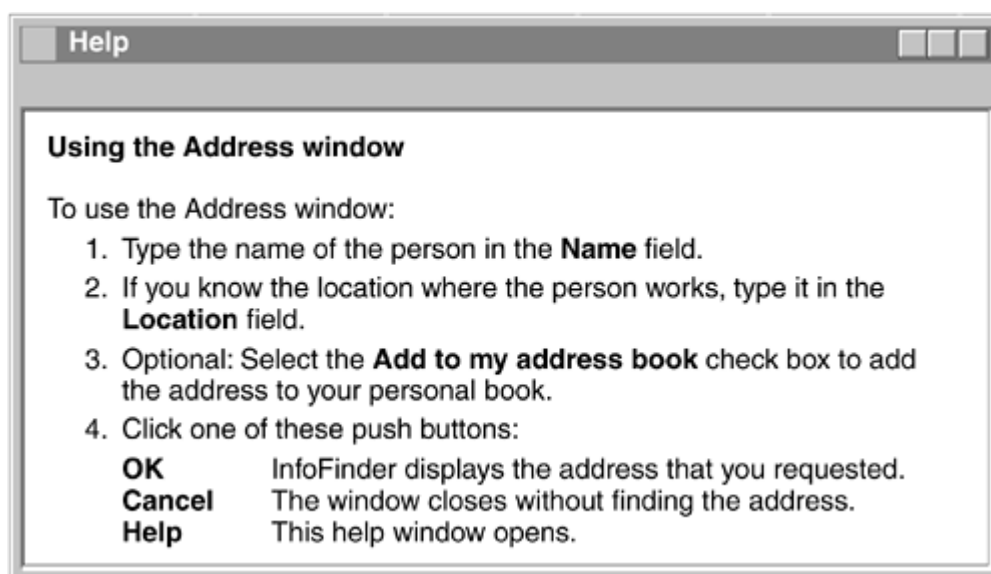 Help
Using the Address window
To use the Address window:
1. Type the name of the person in the Name field.
2. If you know the location where the person works, type it in the
Location field.
3. Optional: Select the Add to my address book check box to add
the address to your personal book.
4. Click one of these push buttons:
OK InfoFinder displays the address that you requested.
Cancel The window closes without finding the address.
Help This help window opens.